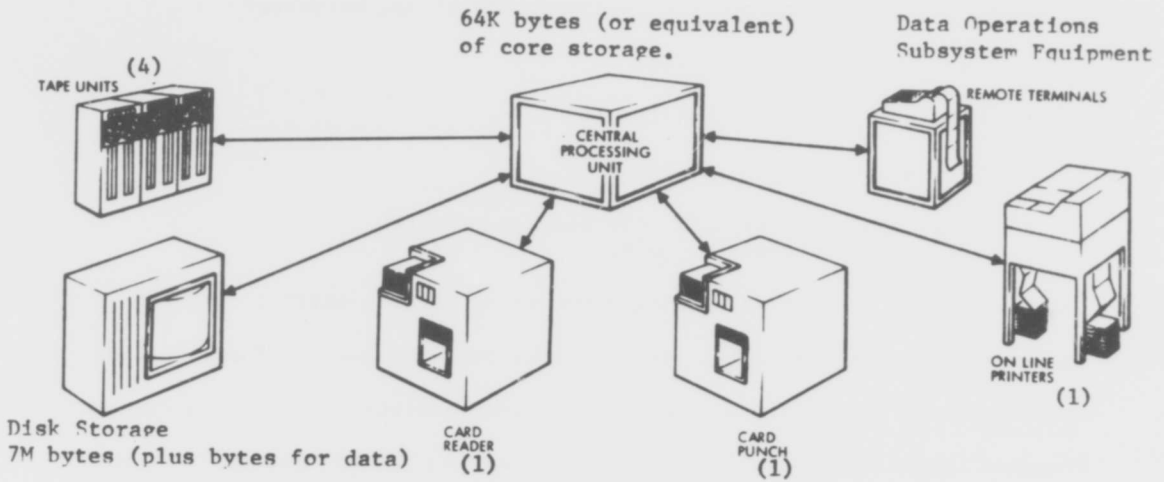 64K bytes (or equivalent)
of core storage.
Data Operations
Subsystem Equipment
(4)
TAPE UNITS
REMOTE TERMINALS
CENTRAL
PROCESSING
UNIT
ON LINE
PRINTERS
(1)
Disk Storage
7M bytes (plus bytes for data)
CARD
READER
(1)
CARD
PUNCH
(1)